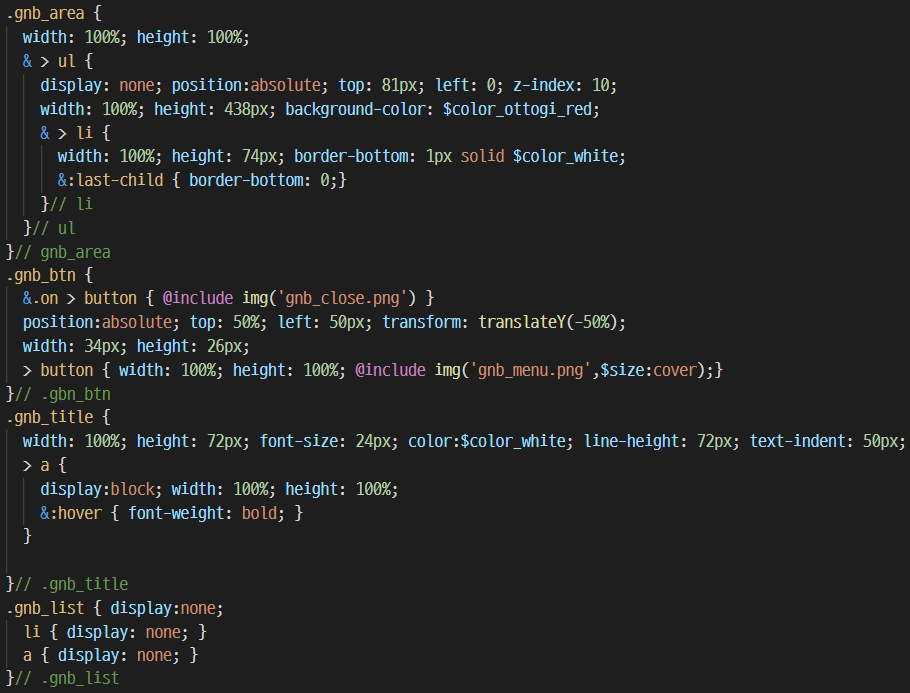 .gnb_area {
width: 100%; height: 100%;
& > ul {
display: none; position:absolute; top: 81px; left: 0; z-index: 10;
width: 100%; height: 438px; background-color: $color_ottogi_red;
& > li {
width: 100%; height: 74px; border-bottom: 1px solid $color_white;
&:last-child { border-bottom: 0;}
}// li
}// ul
}// gnb_area
.gnb_btn {
&.on > button { @include img('gnb_close.png') }
position:absolute; top: 50%; left: 50px; transform: translateY(-50%);
width: 34px; height: 26px;
> button { width: 100%; height: 100%; @include img('gnb_menu.png',$size:cover);}
}// .gbn_btn
.gnb_title {
width: 100%; height: 72px; font-size: 24px; color:$color_white; line-height: 72px; text-indent: 50px;
> a {
display:block; width: 100%; height: 100%;
&:hover { font-weight: bold; }
}
}// .gnb_title
.gnb_list { display:none;
li { display: none; }
a { display: none; }
}// .gnb_list